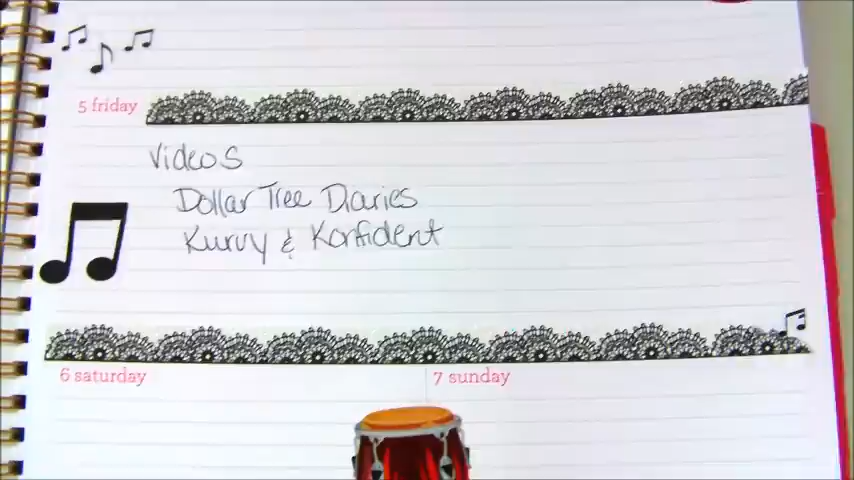 5 friday
Videos
Dollar Tree Diaries
Kurvy & Konfident
6 saturday
7 sunday